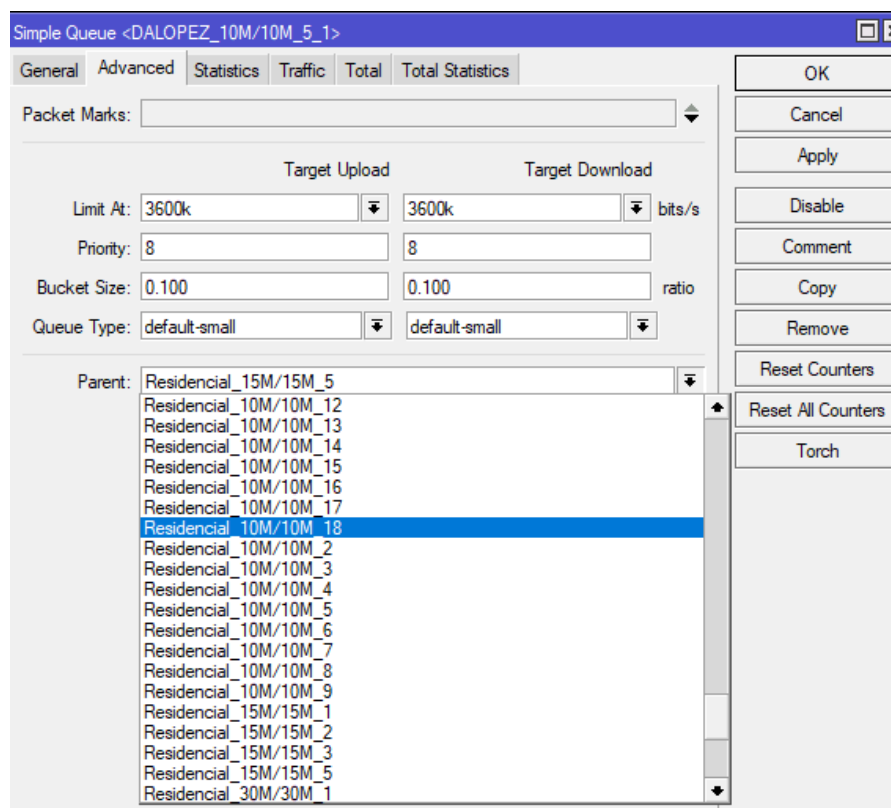 Simple Queue <DALOPEZ_10M/10M_5_1>
General Advanced Statistics Traffic Total Total Statistics
OK
Packet Marks:
Cancel
Target Upload Target Download
Apply
Limit At: 3600k 3600k bits/s
Disable
Priority: 8 8
Comment
Bucket Size: 0.100 0.100 ratio
Copy
Queue Type: default-small default-small
Remove
Parent: Residencial_15M/15M_5
Reset Counters
Residencial_10M/10M_12
Reset All Counters
Residencial_10M/10M_13
Residencial_10M/10M_14
Torch
Residencial_10M/10M_15
Residencial_10M/10M_16
Residencial_10M/10M_17
Residencial_10M/10M_18
Residencial_10M/10M_2
Residencial_10M/10M_3
Residencial_10M/10M_4
Residencial_10M/10M_5
Residencial_10M/10M_6
Residencial_10M/10M_7
Residencial_10M/10M_8
Residencial_10M/10M_9
Residencial_15M/15M_1
Residencial_15M/15M_2
Residencial_15M/15M_3
Residencial_15M/15M_5
Residencial_30M/30M_1